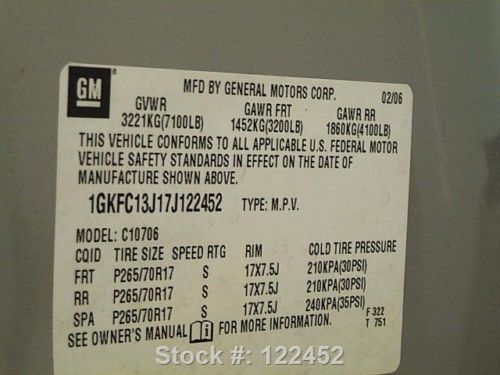 GM
MFD BY GENERAL MOTORS CORP. 02/06
GVWR GAWR FRT GAWR RR
3221KG(7100LB) 1452KG(3200LB) 1860KG(4100LB)
THIS VEHICLE CONFORMS TO ALL APPLICABLE U.S. FEDERAL MOTOR
VEHICLE SAFETY STANDARDS IN EFFECT ON THE DATE OF
MANUFACTURE SHOWN ABOVE.
1GKFC13J17J122452 TYPE: M.P.V.
MODEL: C10706
CQID TIRE SIZE SPEED RTG RIM COLD TIRE PRESSURE
FRT P265/70R17 S 17X7.5J 210KPA(30PSI)
RR P265/70R17 S 17X7.5J 210KPA(30PSI)
SPA P265/70R17 S 17X7.5J 240KPA(35PSI)
SEE OWNER'S MANUAL i FOR MORE INFORMATION. F 322
T 751
Stock #: 122452